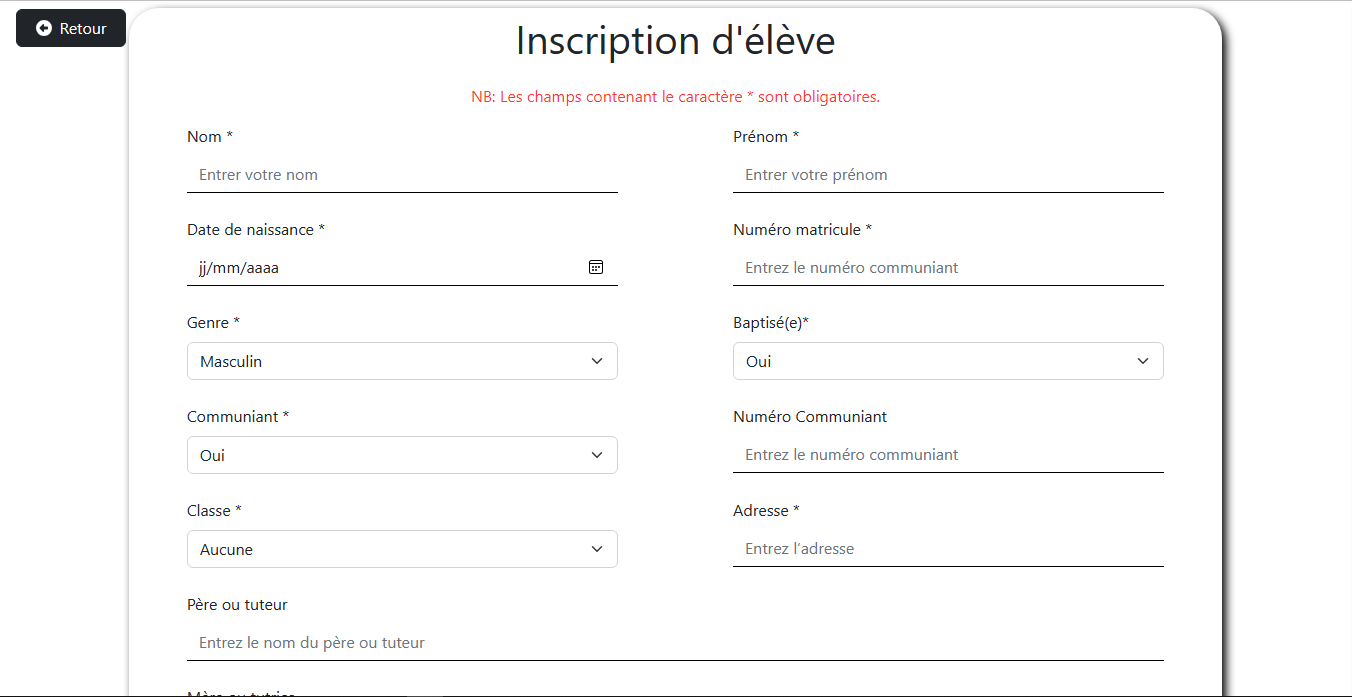 Retour
Inscription d'élève
NB: Les champs contenant le caractère * sont obligatoires.
Nom *
Prénom *
Entrer votre nom
Entrer votre prénom
Date de naissance *
Numéro matricule *
jj/mm/aaaa
Entrez le numéro communiant
Genre *
Baptisé(e)*
Masculin
Oui
Communiant *
Numéro Communiant
Oui
Entrez le numéro communiant
Classe *
Adresse *
Aucune
Entrez l'adresse
Père ou tuteur
Entrez le nom du père ou tuteur
Mère ou tutrice